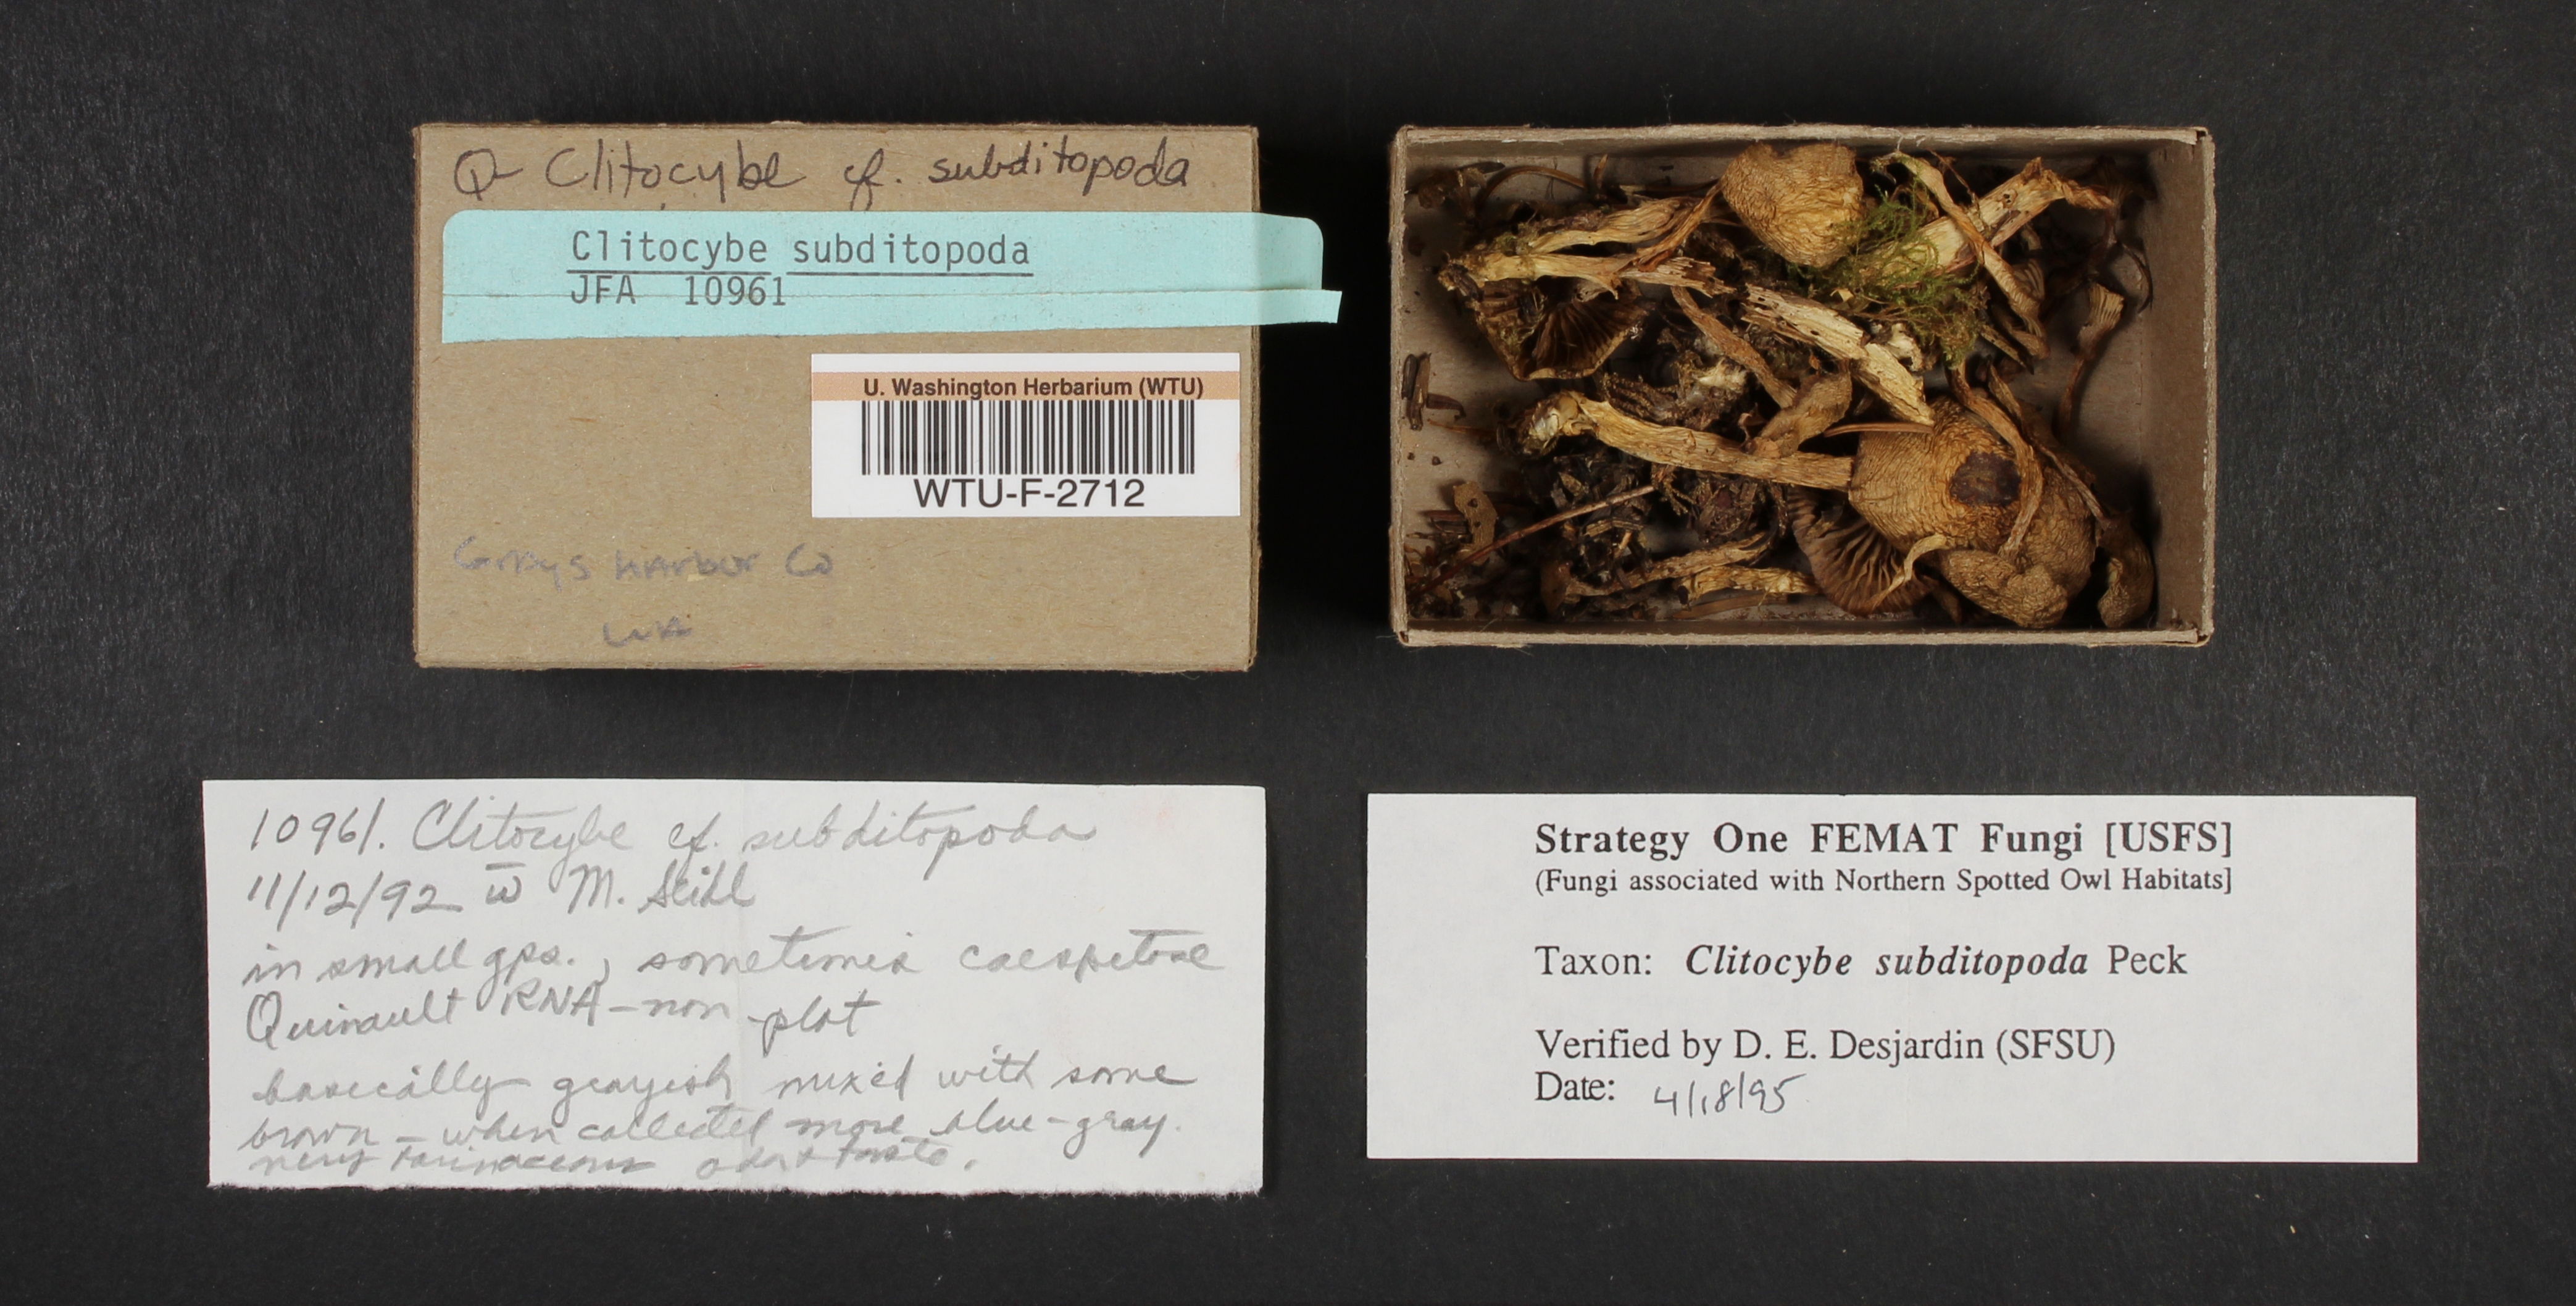 Q Clitocybe cf. subditopoda
Clitocybe subditopoda
JFA 10961
U. Washington Herbarium (WTU)
WTU-F-2712
Grays Harbor Co
WA
10961. Clitocybe cf. subditopoda
11/12/92 w̄ M. Seidl
in small gps., sometimes caespitose
Quinault RNA - non-plot
basically grayish mixed with some
brown - when collected more blue-gray.
very farinaceous odor & taste.
Strategy One FEMAT Fungi [USFS]
(Fungi associated with Northern Spotted Owl Habitats]
Taxon: Clitocybe subditopoda Peck
Verified by D. E. Desjardin (SFSU)
Date: 4/18/95